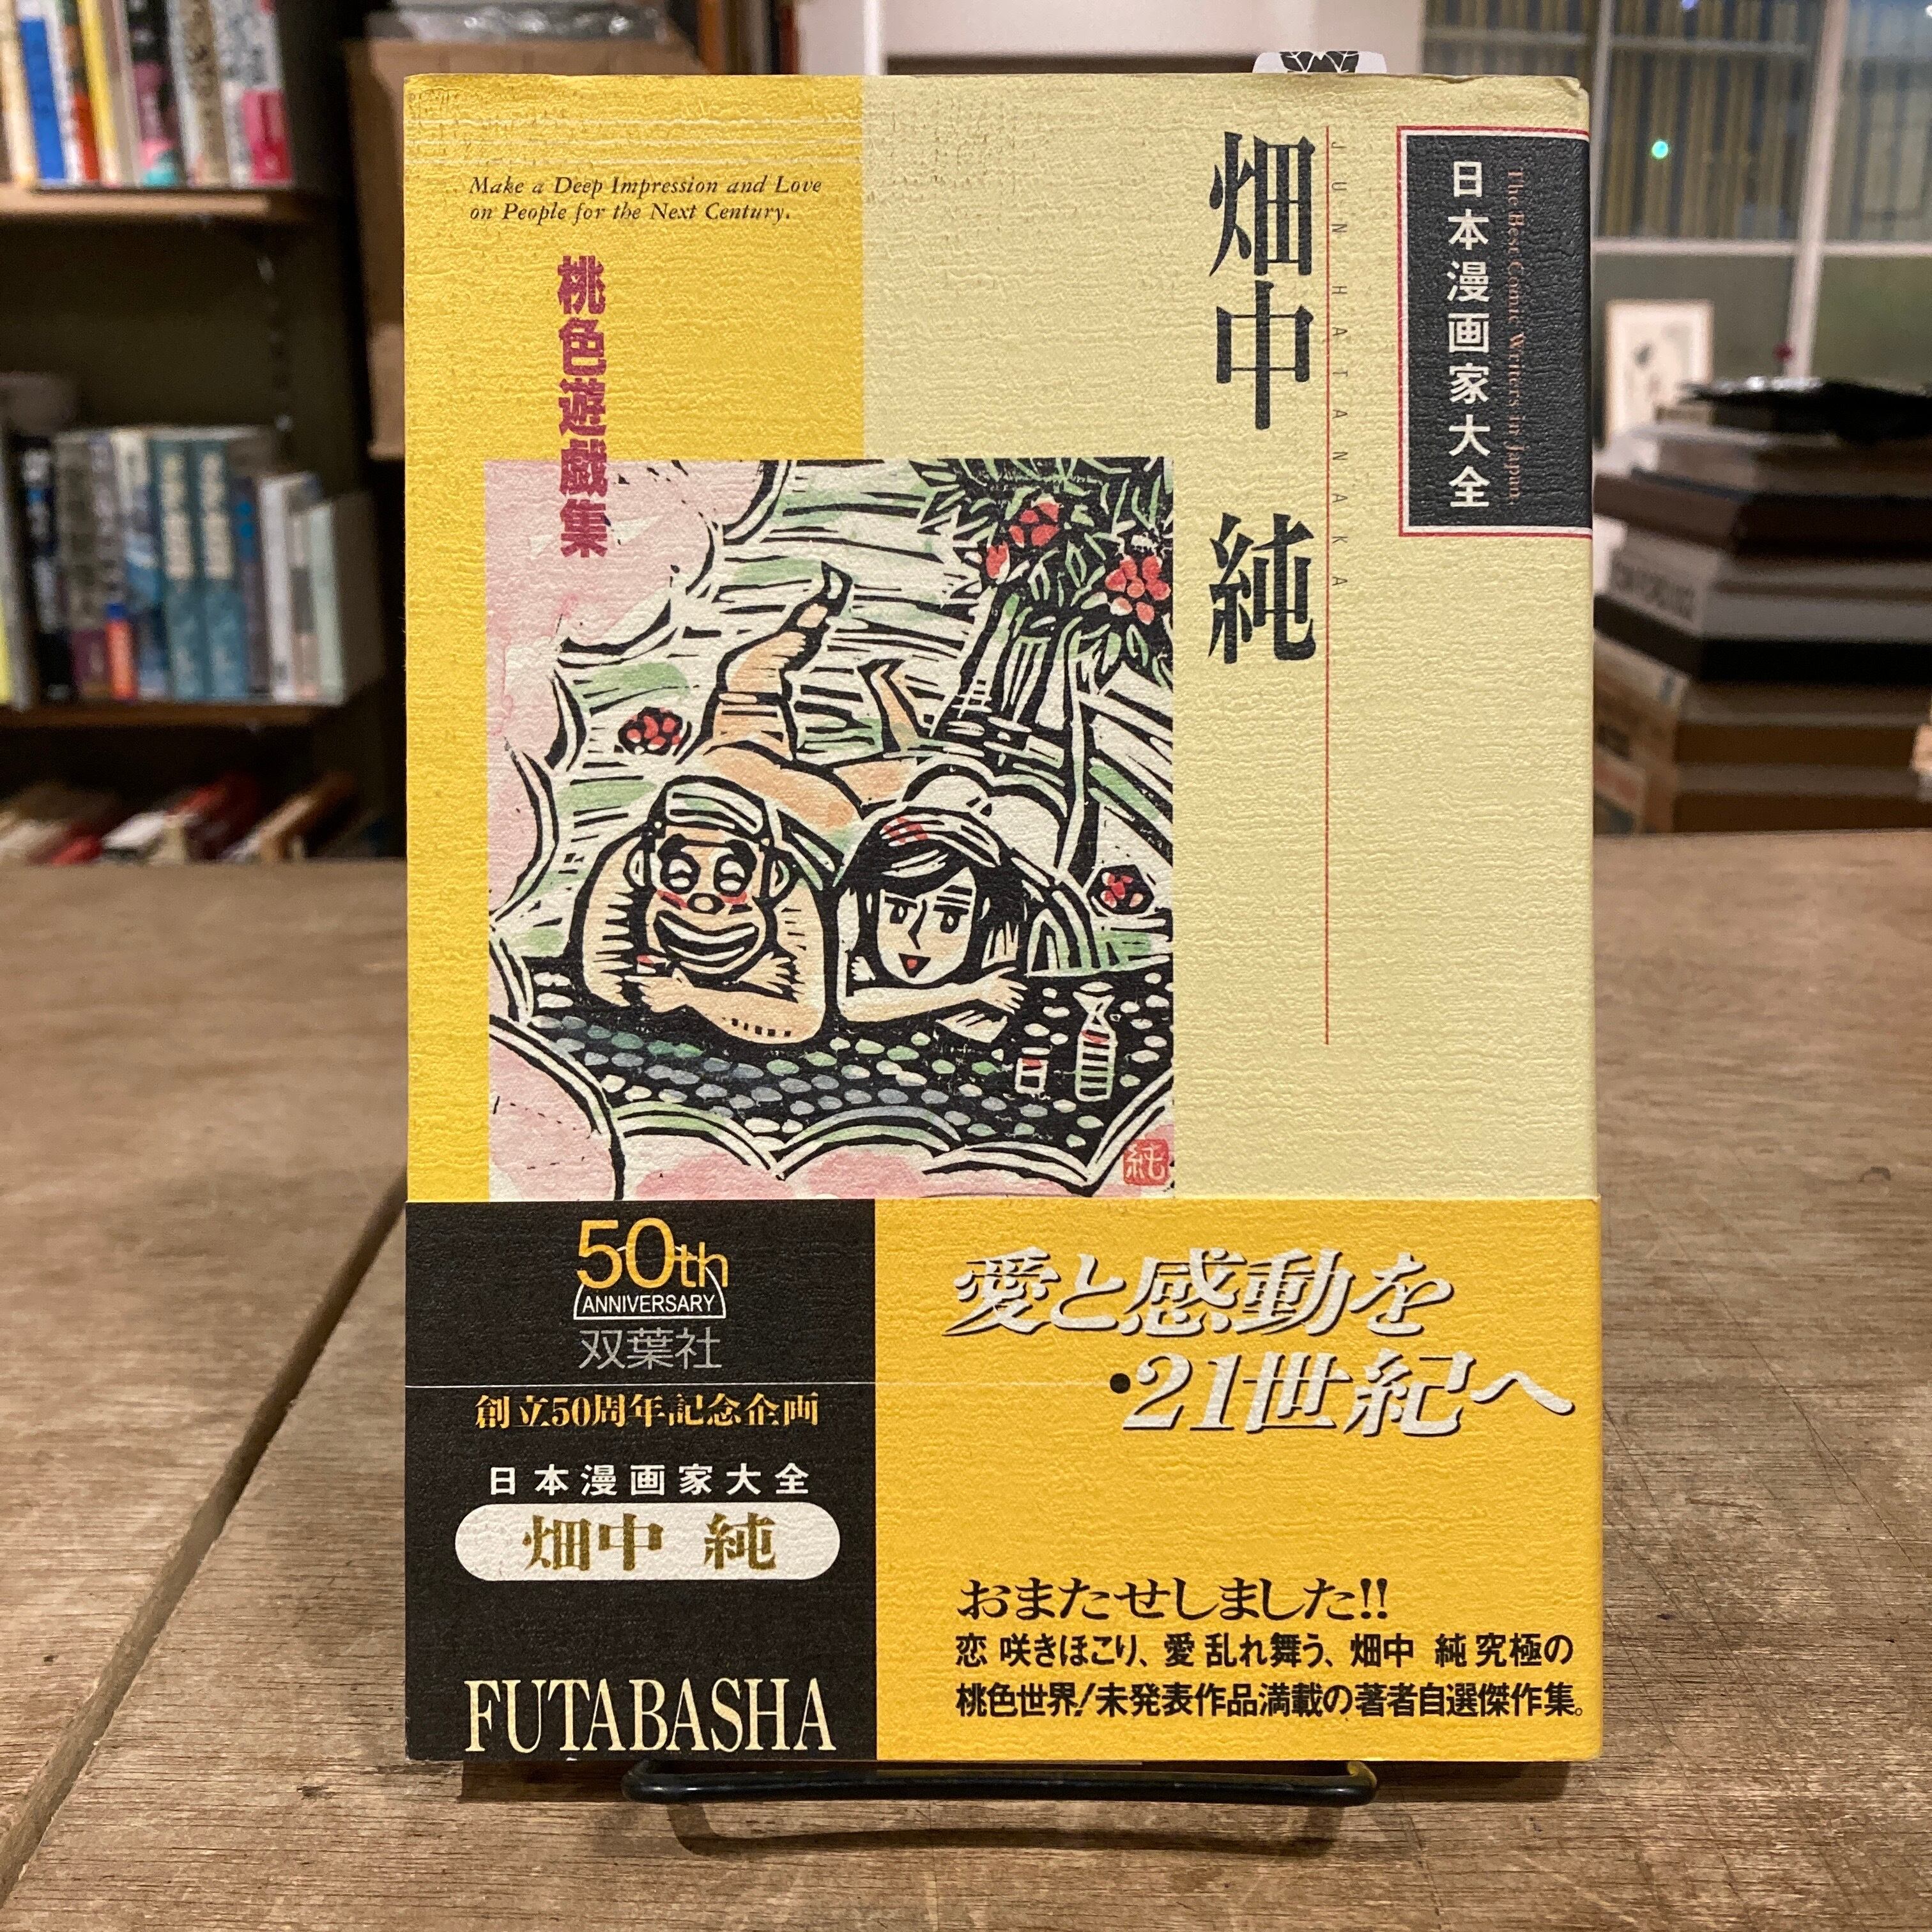 The Best Comic Writers in Japan.
日本漫画家大全
JUN HATANAKA
畑中 純
Make a Deep Impression and Love
on People for the Next Century.
桃色遊戯集
純
50th
ANNIVERSARY
双葉社
創立50周年記念企画
日本漫画家大全
畑中 純
FUTABASHA
愛と感動を
・21世紀へ
おまたせしました!!
恋 咲きほこり、愛 乱れ舞う、畑中 純 究極の
桃色世界!未発表作品満載の著者自選傑作集。